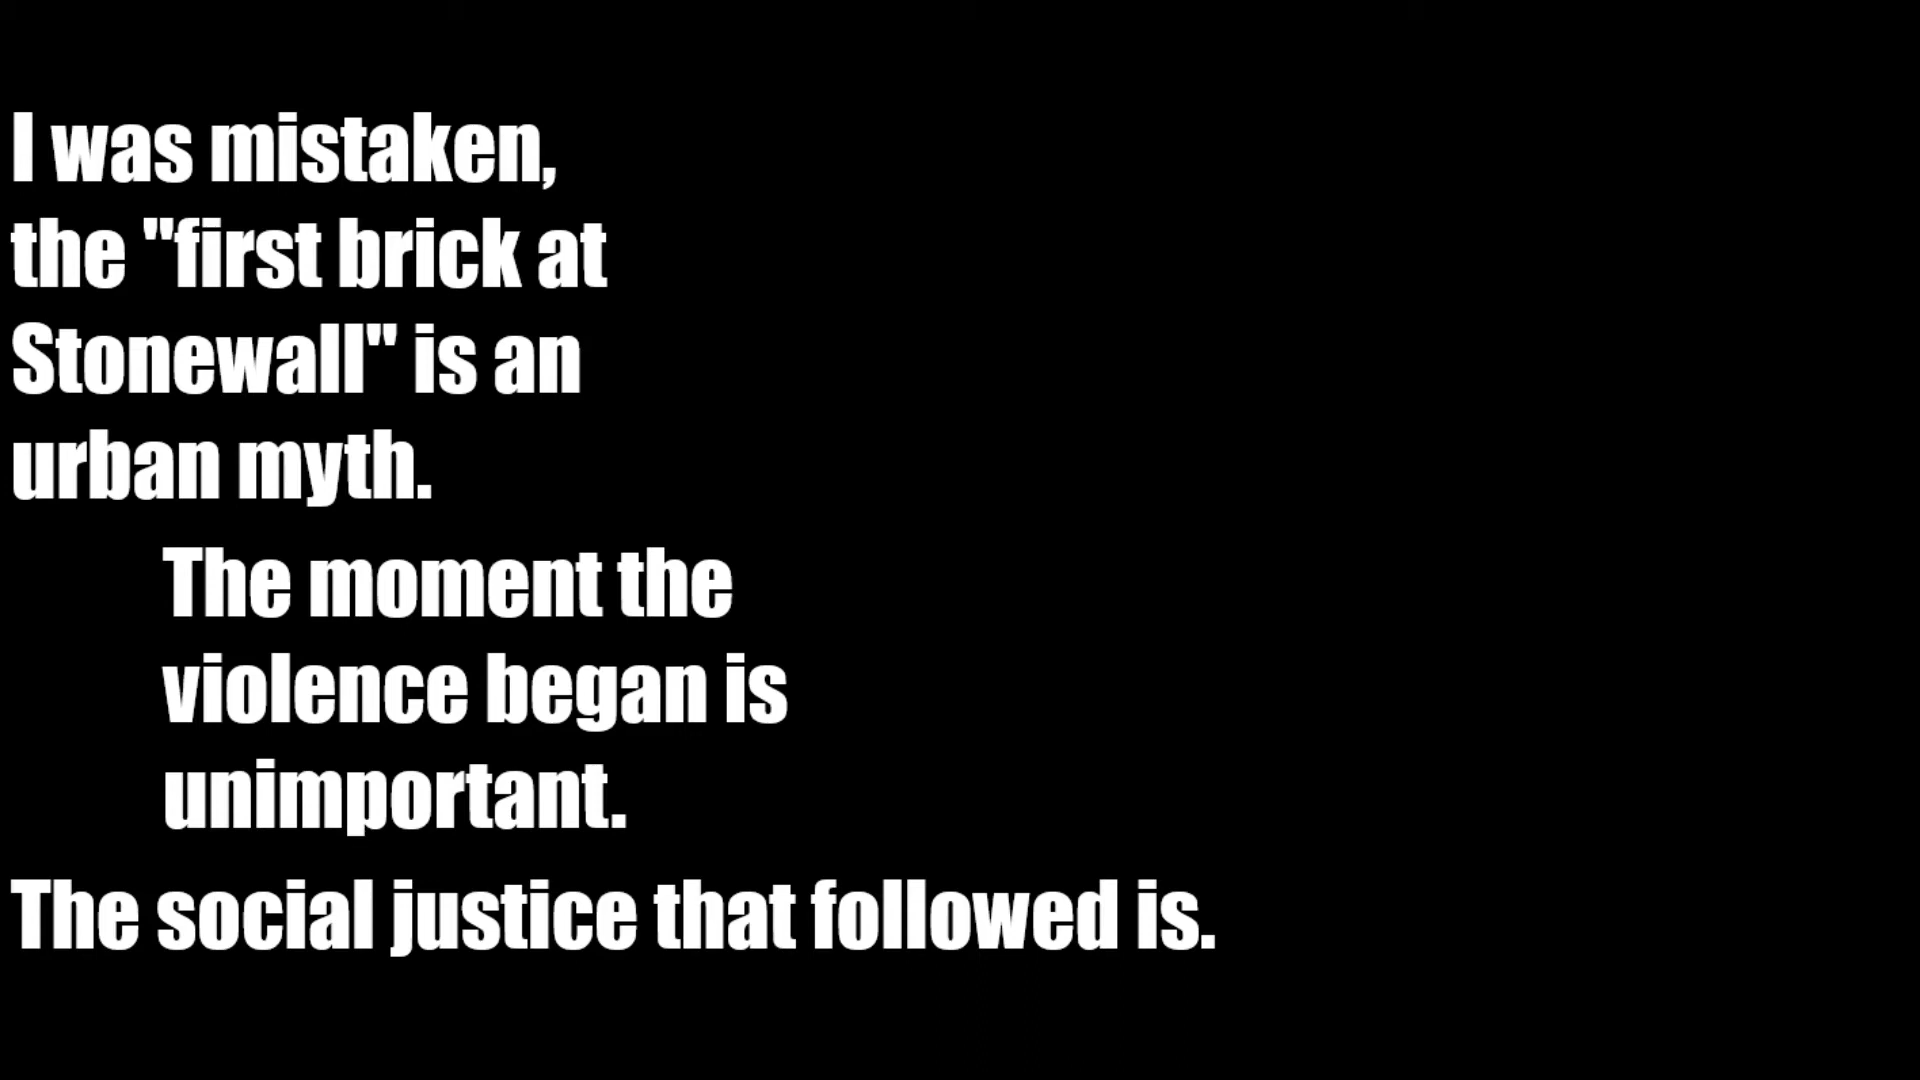 I was mistaken,
the "first brick at
Stonewall" is an
urban myth.
The moment the
violence began is
unimportant.
The social justice that followed is.